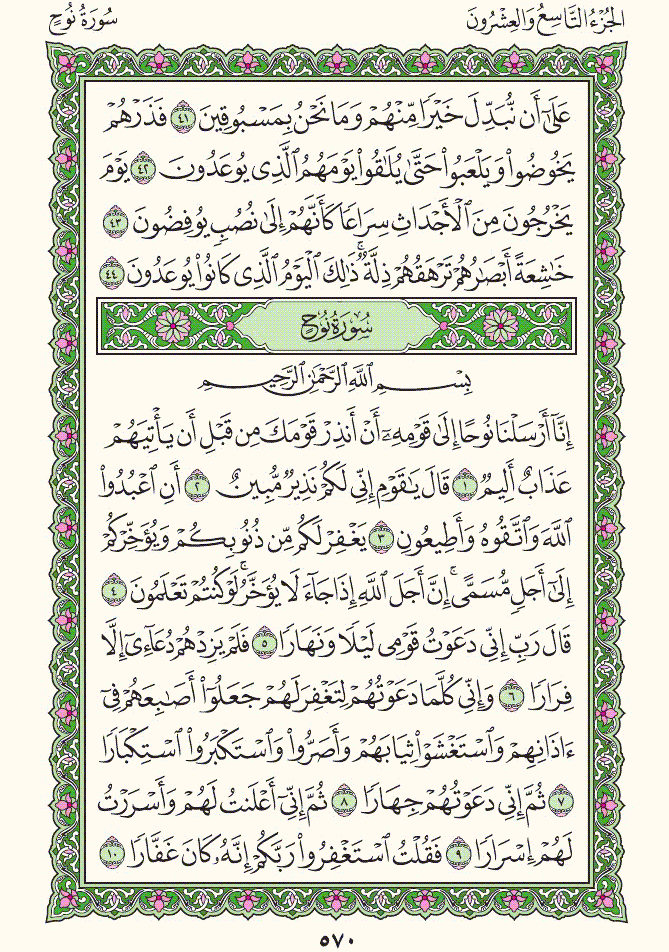 الجُزْءُ التَّاسِعُ وَالعِشْرُونَ
سُورَةُ نُوحٍ
عَلَىٰٓ أَن نُّبَدِّلَ خَيْرًا مِّنْهُمْ وَمَا نَحْنُ بِمَسْبُوقِينَ ٤١ فَذَرْهُمْ
يَخُوضُوا۟ وَيَلْعَبُوا۟ حَتَّىٰ يُلَٰقُوا۟ يَوْمَهُمُ ٱلَّذِى يُوعَدُونَ ٤٢ يَوْمَ
يَخْرُجُونَ مِنَ ٱلْأَجْدَاثِ سِرَاعًا كَأَنَّهُمْ إِلَىٰ نُصُبٍ يُوفِضُونَ ٤٣
خَٰشِعَةً أَبْصَٰرُهُمْ تَرْهَقُهُمْ ذِلَّةٌ ۚ ذَٰلِكَ ٱلْيَوْمُ ٱلَّذِى كَانُوا۟ يُوعَدُونَ ٤٤
سُورَةُ نُوحٍ
بِسْمِ ٱللَّهِ ٱلرَّحْمَٰنِ ٱلرَّحِيمِ
إِنَّآ أَرْسَلْنَا نُوحًا إِلَىٰ قَوْمِهِۦٓ أَنْ أَنذِرْ قَوْمَكَ مِن قَبْلِ أَن يَأْتِيَهُمْ
عَذَابٌ أَلِيمٌ ١ قَالَ يَٰقَوْمِ إِنِّى لَكُمْ نَذِيرٌ مُّبِينٌ ٢ أَنِ ٱعْبُدُوا۟
ٱللَّهَ وَٱتَّقُوهُ وَأَطِيعُونِ ٣ يَغْفِرْ لَكُم مِّن ذُنُوبِكُمْ وَيُؤَخِّرْكُمْ
إِلَىٰٓ أَجَلٍ مُّسَمًّى ۚ إِنَّ أَجَلَ ٱللَّهِ إِذَا جَآءَ لَا يُؤَخَّرُ ۖ لَوْ كُنتُمْ تَعْلَمُونَ ٤
قَالَ رَبِّ إِنِّى دَعَوْتُ قَوْمِى لَيْلًا وَنَهَارًا ٥ فَلَمْ يَزِدْهُمْ دُعَآءِىٓ إِلَّا
فِرَارًا ٦ وَإِنِّى كُلَّمَا دَعَوْتُهُمْ لِتَغْفِرَ لَهُمْ جَعَلُوٓا۟ أَصَٰبِعَهُمْ فِىٓ
ءَاذَانِهِمْ وَٱسْتَغْشَوْا۟ ثِيَابَهُمْ وَأَصَرُّوا۟ وَٱسْتَكْبَرُوا۟ ٱسْتِكْبَارًا
٧ ثُمَّ إِنِّى دَعَوْتُهُمْ جِهَارًا ٨ ثُمَّ إِنِّىٓ أَعْلَنتُ لَهُمْ وَأَسْرَرْتُ
لَهُمْ إِسْرَارًا ٩ فَقُلْتُ ٱسْتَغْفِرُوا۟ رَبَّكُمْ إِنَّهُۥ كَانَ غَفَّارًا ١٠
٥٧٠